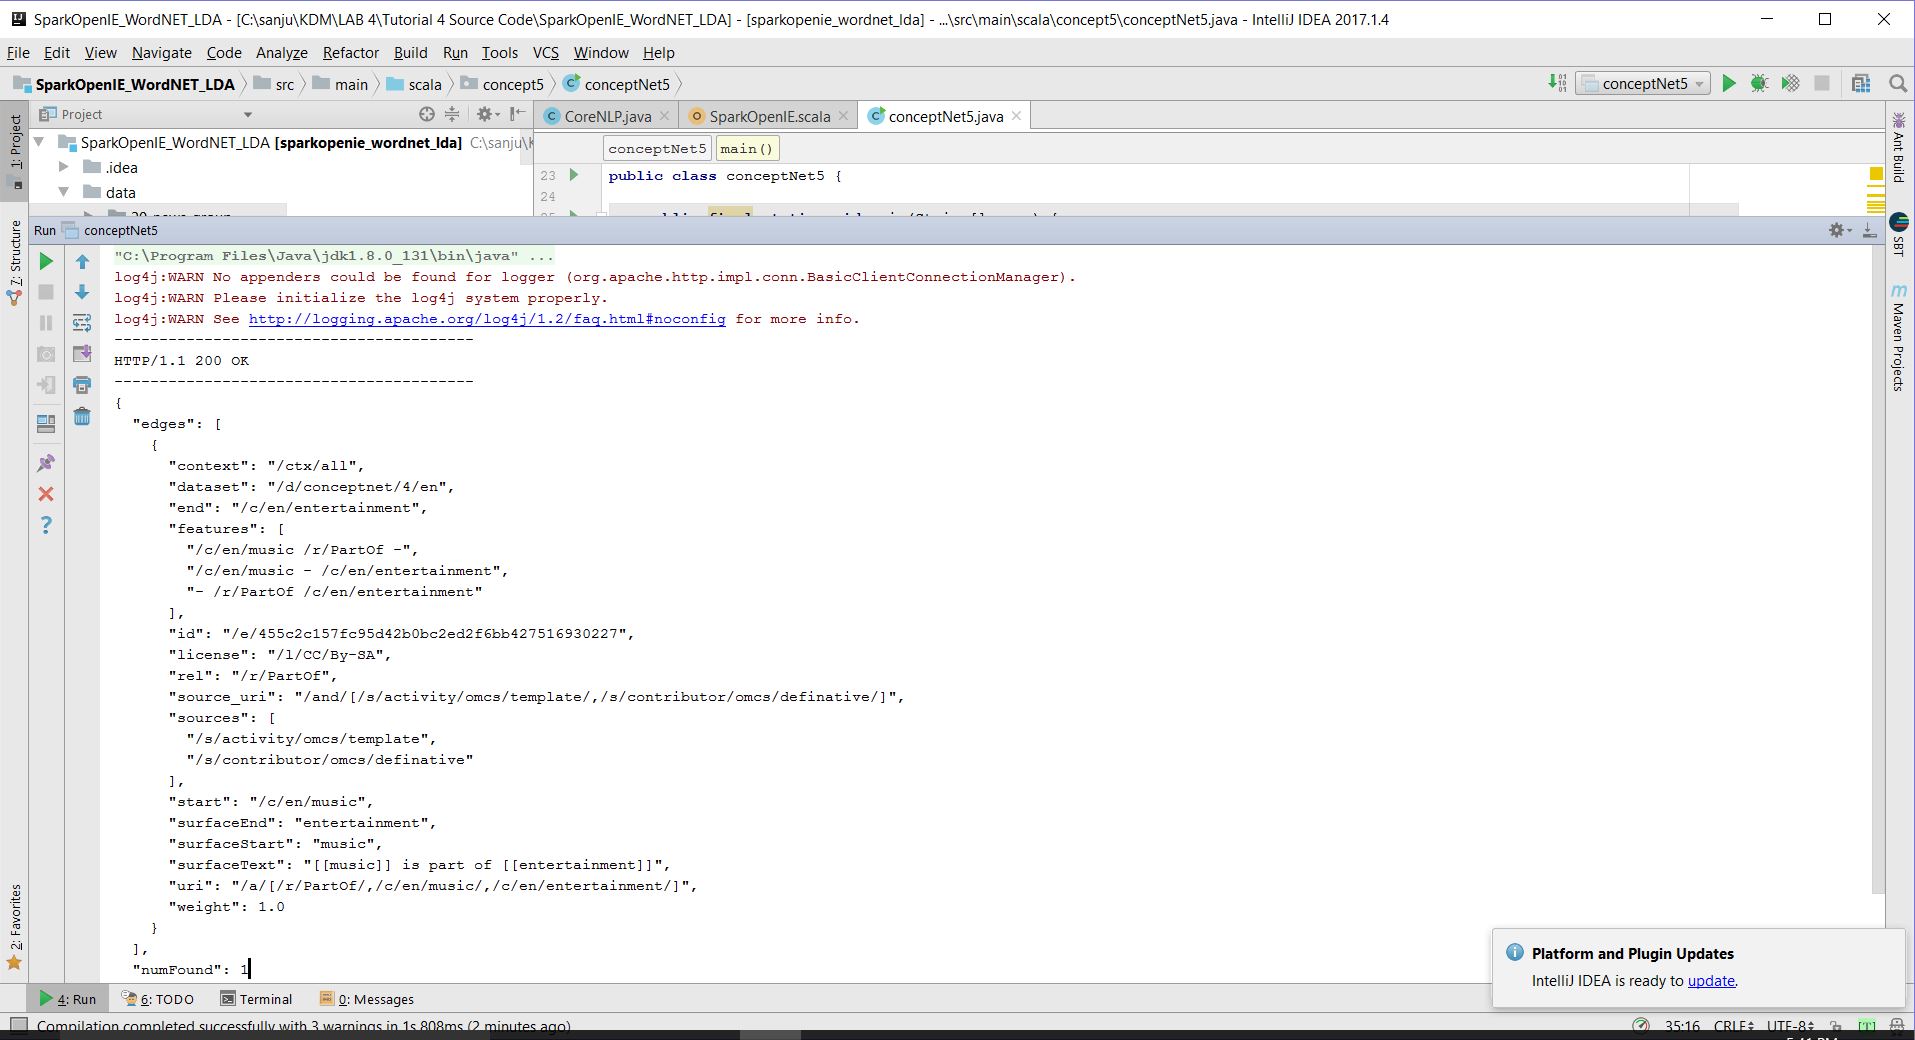 SparkOpenIE_WordNET_LDA - [C:\sanju\KDM\LAB 4\Tutorial 4 Source Code\SparkOpenIE_WordNET_LDA] - [sparkopenie_wordnet_lda] - ...\src\main\scala\concept5\conceptNet5.java - IntelliJ IDEA 2017.1.4
File Edit View Navigate Code Analyze Refactor Build Run Tools VCS Window Help
SparkOpenIE_WordNET_LDA src main scala concept5 conceptNet5 conceptNet5
1: Project
Project
CoreNLP.java SparkOpenIE.scala conceptNet5.java
SparkOpenIE_WordNET_LDA [sparkopenie_wordnet_lda] C:\sanju\K
.idea
data
conceptNet5 main()
23 public class conceptNet5 {
24
Ant Build
SBT
Maven Projects
7: Structure
2: Favorites
Run conceptNet5
"C:\Program Files\Java\jdk1.8.0_131\bin\java" ...
log4j:WARN No appenders could be found for logger (org.apache.http.impl.conn.BasicClientConnectionManager).
log4j:WARN Please initialize the log4j system properly.
log4j:WARN See http://logging.apache.org/log4j/1.2/faq.html#noconfig for more info.
----------------------------------------
HTTP/1.1 200 OK
----------------------------------------
{
"edges": [
{
"context": "/ctx/all",
"dataset": "/d/conceptnet/4/en",
"end": "/c/en/entertainment",
"features": [
"/c/en/music /r/PartOf -",
"/c/en/music - /c/en/entertainment",
"- /r/PartOf /c/en/entertainment"
],
"id": "/e/455c2c157fc95d42b0bc2ed2f6bb427516930227",
"license": "/l/CC/By-SA",
"rel": "/r/PartOf",
"source_uri": "/and/[/s/activity/omcs/template/,/s/contributor/omcs/definative/]",
"sources": [
"/s/activity/omcs/template",
"/s/contributor/omcs/definative"
],
"start": "/c/en/music",
"surfaceEnd": "entertainment",
"surfaceStart": "music",
"surfaceText": "[[music]] is part of [[entertainment]]",
"uri": "/a/[/r/PartOf/,/c/en/music/,/c/en/entertainment/]",
"weight": 1.0
}
],
"numFound": 1
Platform and Plugin Updates
IntelliJ IDEA is ready to update.
4: Run 6: TODO Terminal 0: Messages
Compilation completed successfully with 3 warnings in 1s 808ms (2 minutes ago)
35:16 CRLF UTF-8 [T]